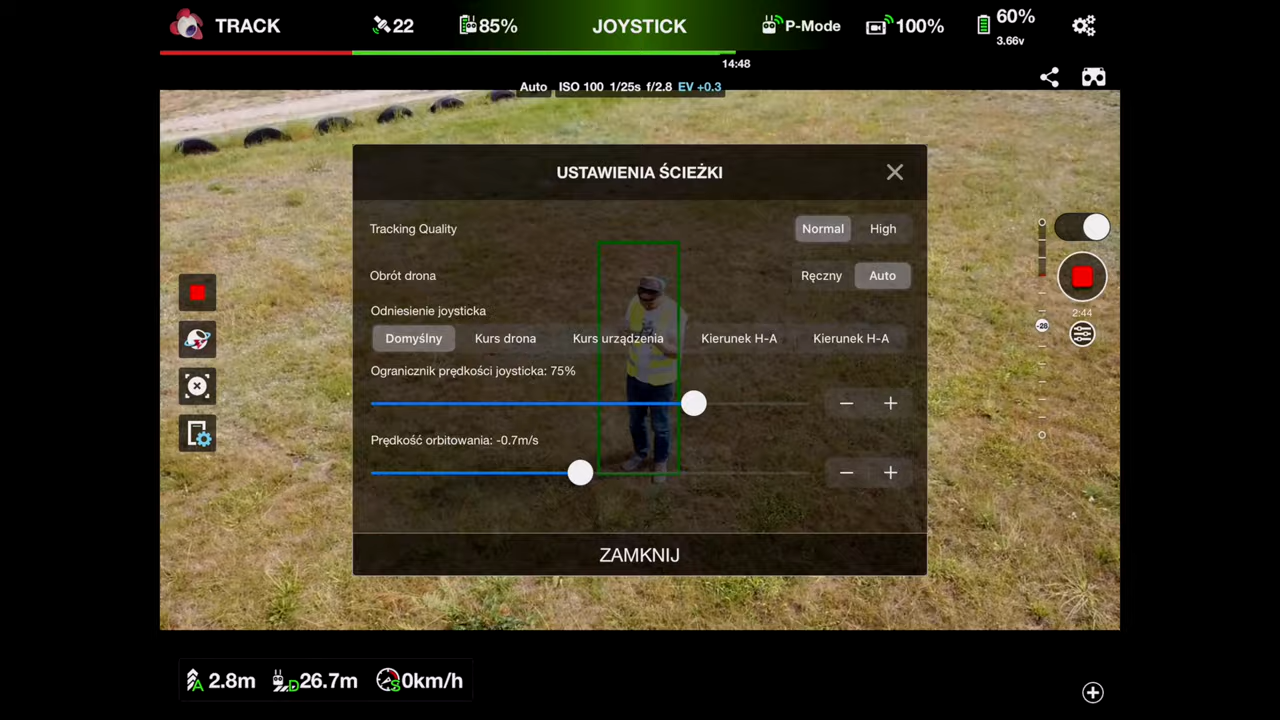 TRACK 22 85% JOYSTICK P-Mode 100% 60%
3.66v
14:48
Auto ISO 100 1/25s f/2.8 EV +0.3
USTAWIENIA ŚCIEŻKI
Tracking Quality Normal High
Obrót drona Ręczny Auto
Odniesienie joysticka
Domyślny Kurs drona Kurs urządzenia Kierunek H-A Kierunek H-A
Ogranicznik prędkości joysticka: 75%
Prędkość orbitowania: -0.7m/s
ZAMKNIJ
2:44
-28
A 2.8m D 26.7m S 0km/h